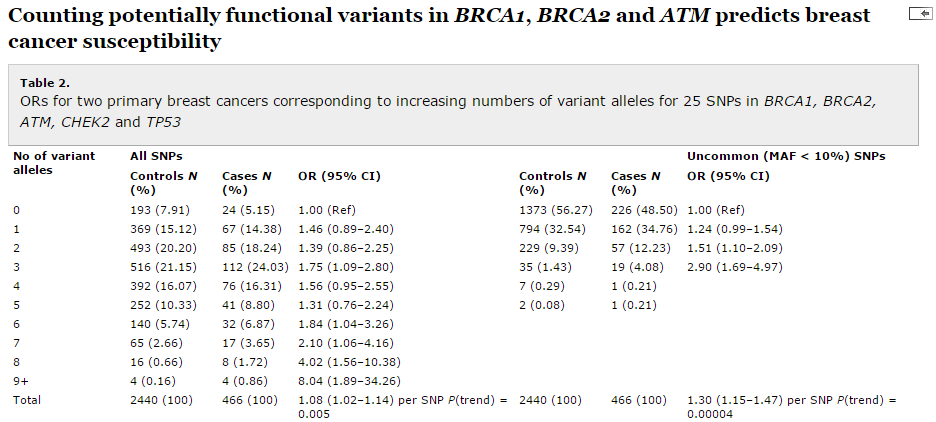 Counting potentially functional variants in BRCA1, BRCA2 and ATM predicts breast
cancer susceptibility
Table 2.
ORs for two primary breast cancers corresponding to increasing numbers of variant alleles for 25 SNPs in BRCA1, BRCA2,
ATM, CHEK2 and TP53
No of variant alleles All SNPs Uncommon (MAF < 10%) SNPs
Controls N (%) Cases N (%) OR (95% CI) Controls N (%) Cases N (%) OR (95% CI)
0 193 (7.91) 24 (5.15) 1.00 (Ref) 1373 (56.27) 226 (48.50) 1.00 (Ref)
1 369 (15.12) 67 (14.38) 1.46 (0.89–2.40) 794 (32.54) 162 (34.76) 1.24 (0.99–1.54)
2 493 (20.20) 85 (18.24) 1.39 (0.86–2.25) 229 (9.39) 57 (12.23) 1.51 (1.10–2.09)
3 516 (21.15) 112 (24.03) 1.75 (1.09–2.80) 35 (1.43) 19 (4.08) 2.90 (1.69–4.97)
4 392 (16.07) 76 (16.31) 1.56 (0.95–2.55) 7 (0.29) 1 (0.21)
5 252 (10.33) 41 (8.80) 1.31 (0.76–2.24) 2 (0.08) 1 (0.21)
6 140 (5.74) 32 (6.87) 1.84 (1.04–3.26)
7 65 (2.66) 17 (3.65) 2.10 (1.06–4.16)
8 16 (0.66) 8 (1.72) 4.02 (1.56–10.38)
9+ 4 (0.16) 4 (0.86) 8.04 (1.89–34.26)
Total 2440 (100) 466 (100) 1.08 (1.02–1.14) per SNP P(trend) = 0.005 2440 (100) 466 (100) 1.30 (1.15–1.47) per SNP P(trend) = 0.00004